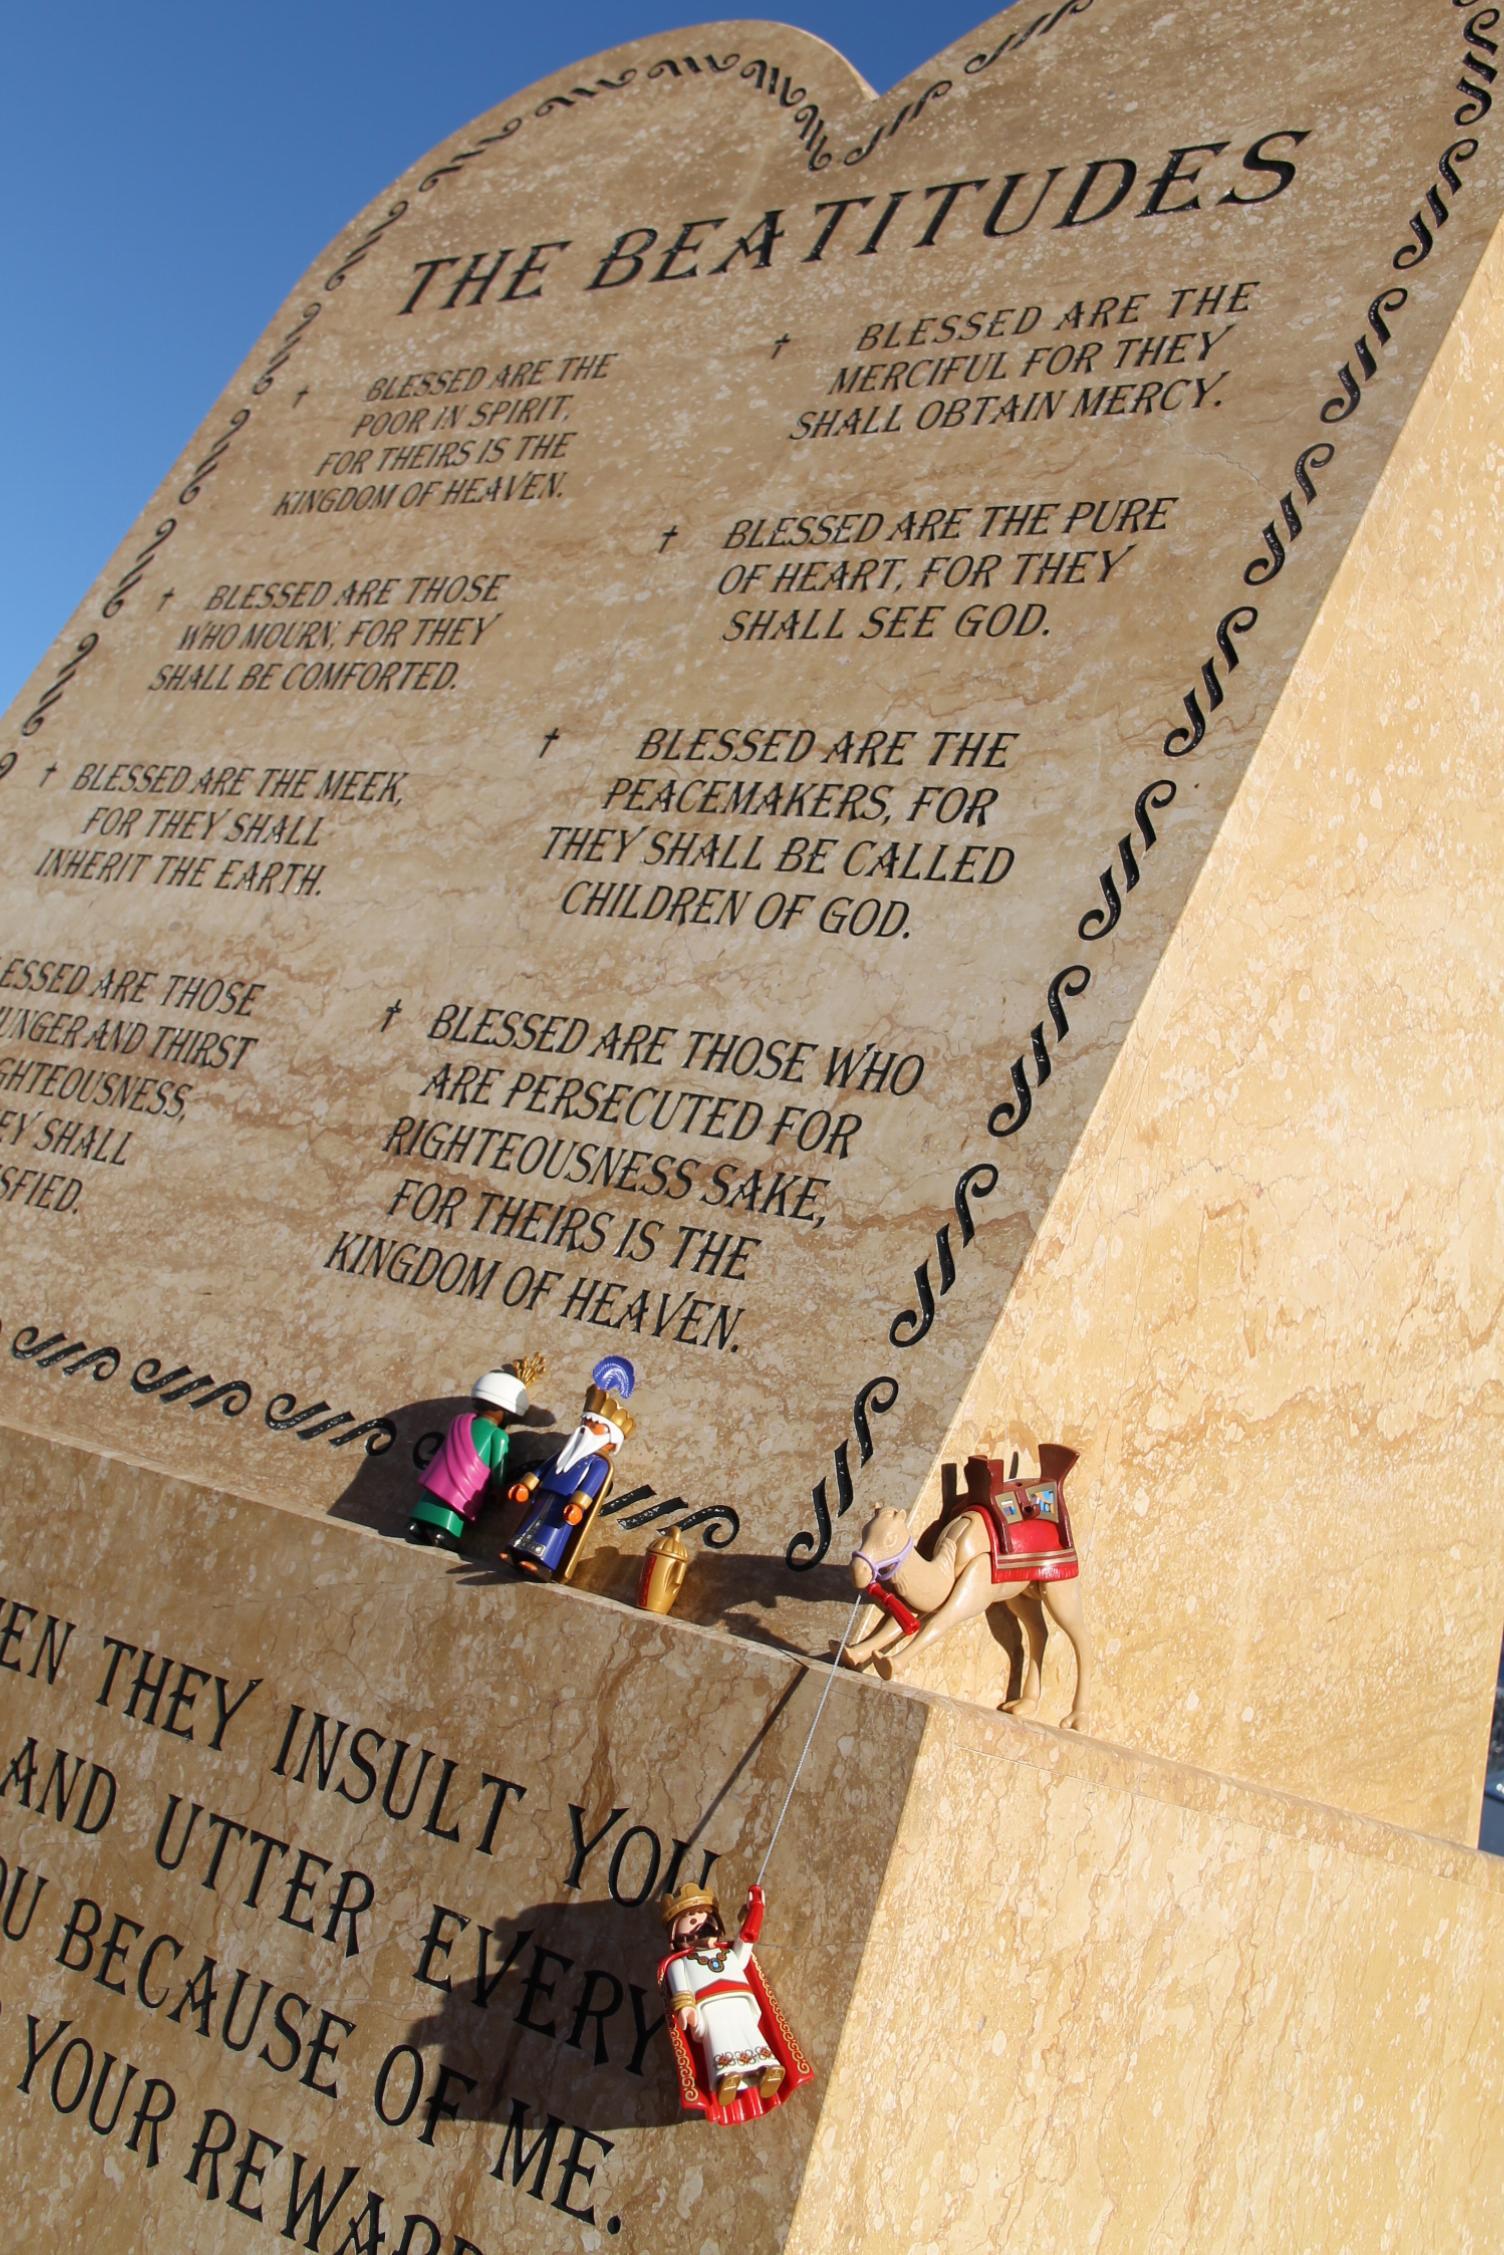 THE BEATITUDES
† BLESSED ARE THE
POOR IN SPIRIT,
FOR THEIRS IS THE
KINGDOM OF HEAVEN.
† BLESSED ARE THOSE
WHO MOURN, FOR THEY
SHALL BE COMFORTED.
† BLESSED ARE THE MEEK,
FOR THEY SHALL
INHERIT THE EARTH.
LESSED ARE THOSE
UNGER AND THIRST
GHTEOUSNESS,
EY SHALL
SFIED.
† BLESSED ARE THE
MERCIFUL FOR THEY
SHALL OBTAIN MERCY.
† BLESSED ARE THE PURE
OF HEART, FOR THEY
SHALL SEE GOD.
† BLESSED ARE THE
PEACEMAKERS, FOR
THEY SHALL BE CALLED
CHILDREN OF GOD.
† BLESSED ARE THOSE WHO
ARE PERSECUTED FOR
RIGHTEOUSNESS SAKE,
FOR THEIRS IS THE
KINGDOM OF HEAVEN.
EN THEY INSULT YOU
AND UTTER EVERY
OU BECAUSE OF ME.
YOUR REWARD